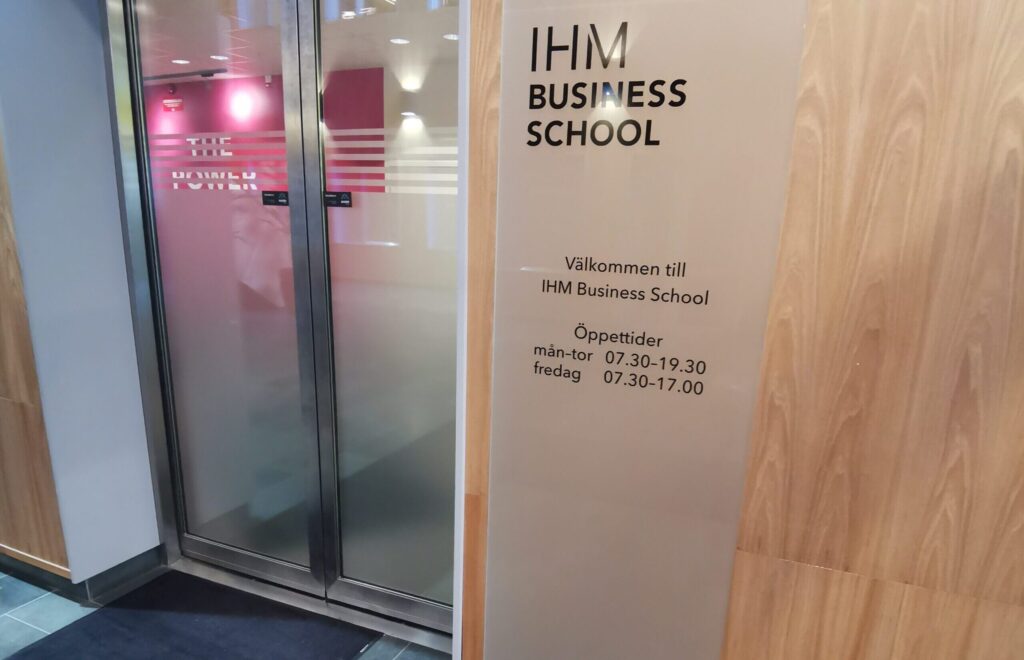 THE
POWER
IHM
BUSINESS
SCHOOL
Välkommen till
IHM Business School
Öppettider
mån-tor 07.30-19.30
fredag 07.30-17.00